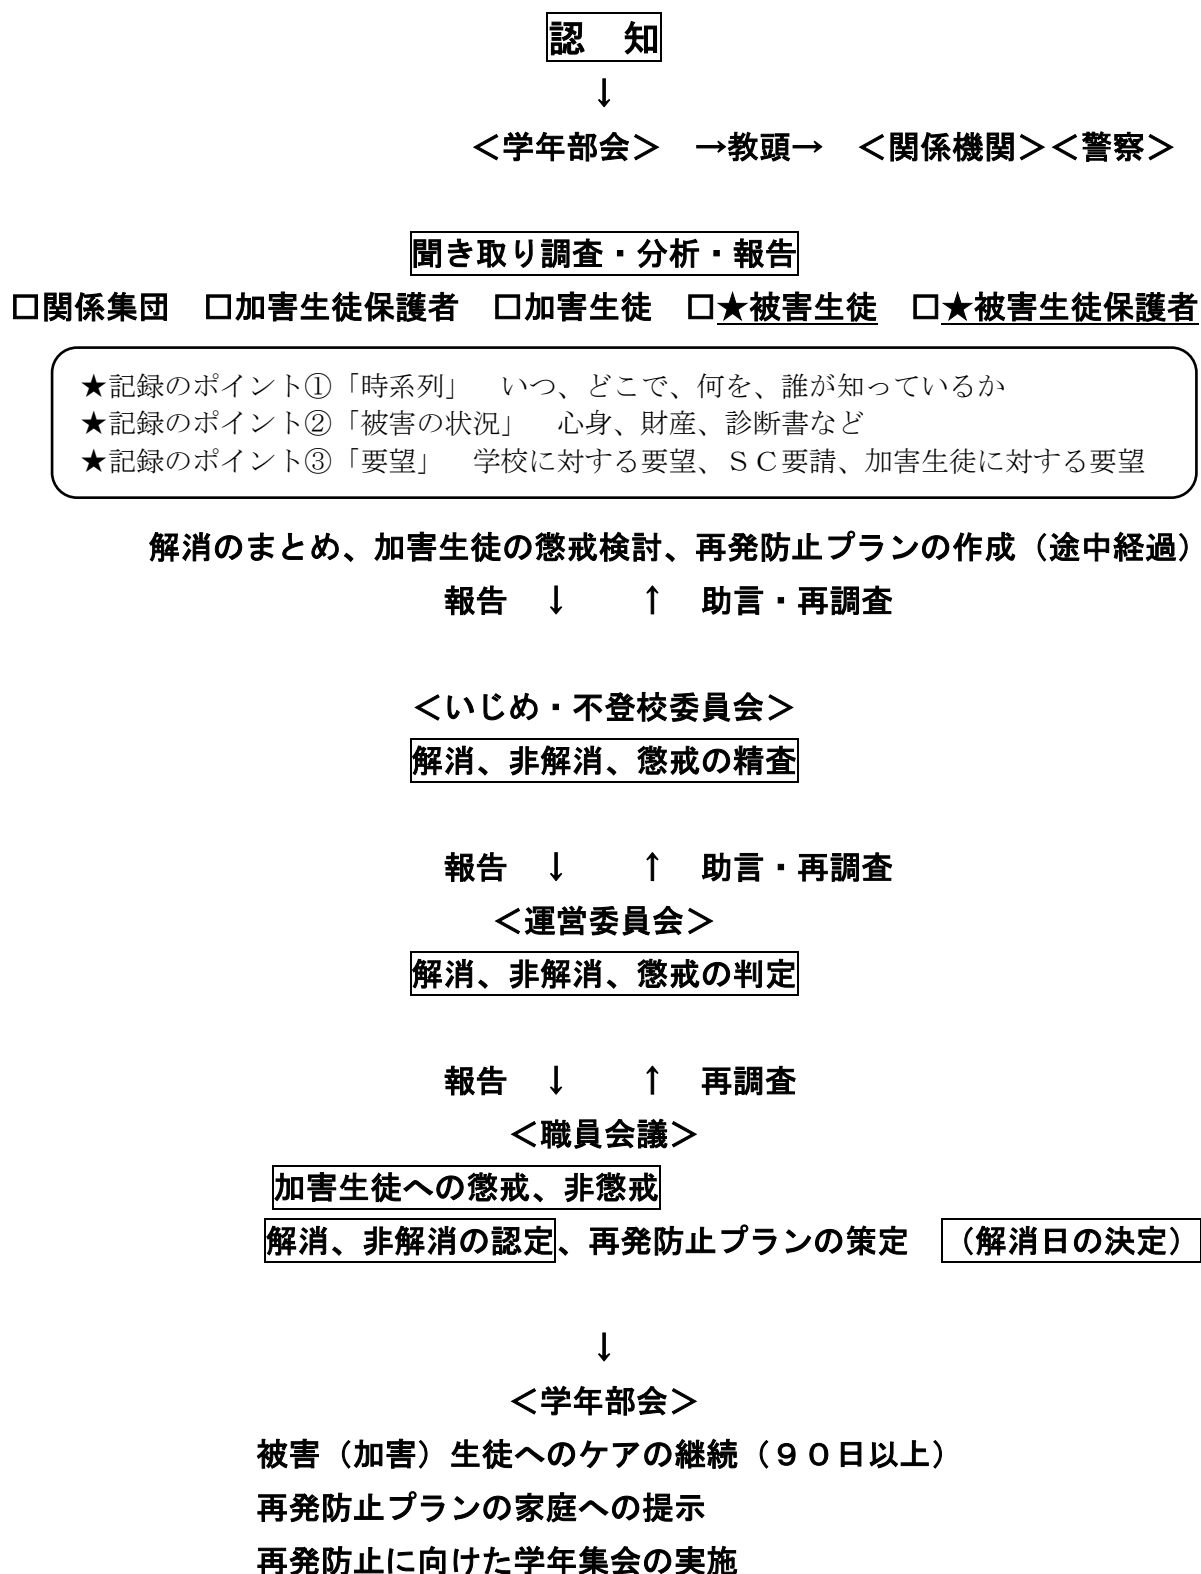 認　知
↓
＜学年部会＞　→教頭→　＜関係機関＞＜警察＞
聞き取り調査・分析・報告
□関係集団　□加害生徒保護者　□加害生徒　□★被害生徒　□★被害生徒保護者
★記録のポイント①「時系列」　いつ、どこで、何を、誰が知っているか
★記録のポイント②「被害の状況」　心身、財産、診断書など
★記録のポイント③「要望」　学校に対する要望、ＳＣ要請、加害生徒に対する要望
解消のまとめ、加害生徒の懲戒検討、再発防止プランの作成（途中経過）
報告　↓　　↑　助言・再調査
＜いじめ・不登校委員会＞
解消、非解消、懲戒の精査
報告　↓　　↑　助言・再調査
＜運営委員会＞
解消、非解消、懲戒の判定
報告　↓　　↑　再調査
＜職員会議＞
加害生徒への懲戒、非懲戒
解消、非解消の認定、再発防止プランの策定　（解消日の決定）
↓
＜学年部会＞
被害（加害）生徒へのケアの継続（９０日以上）
再発防止プランの家庭への提示
再発防止に向けた学年集会の実施